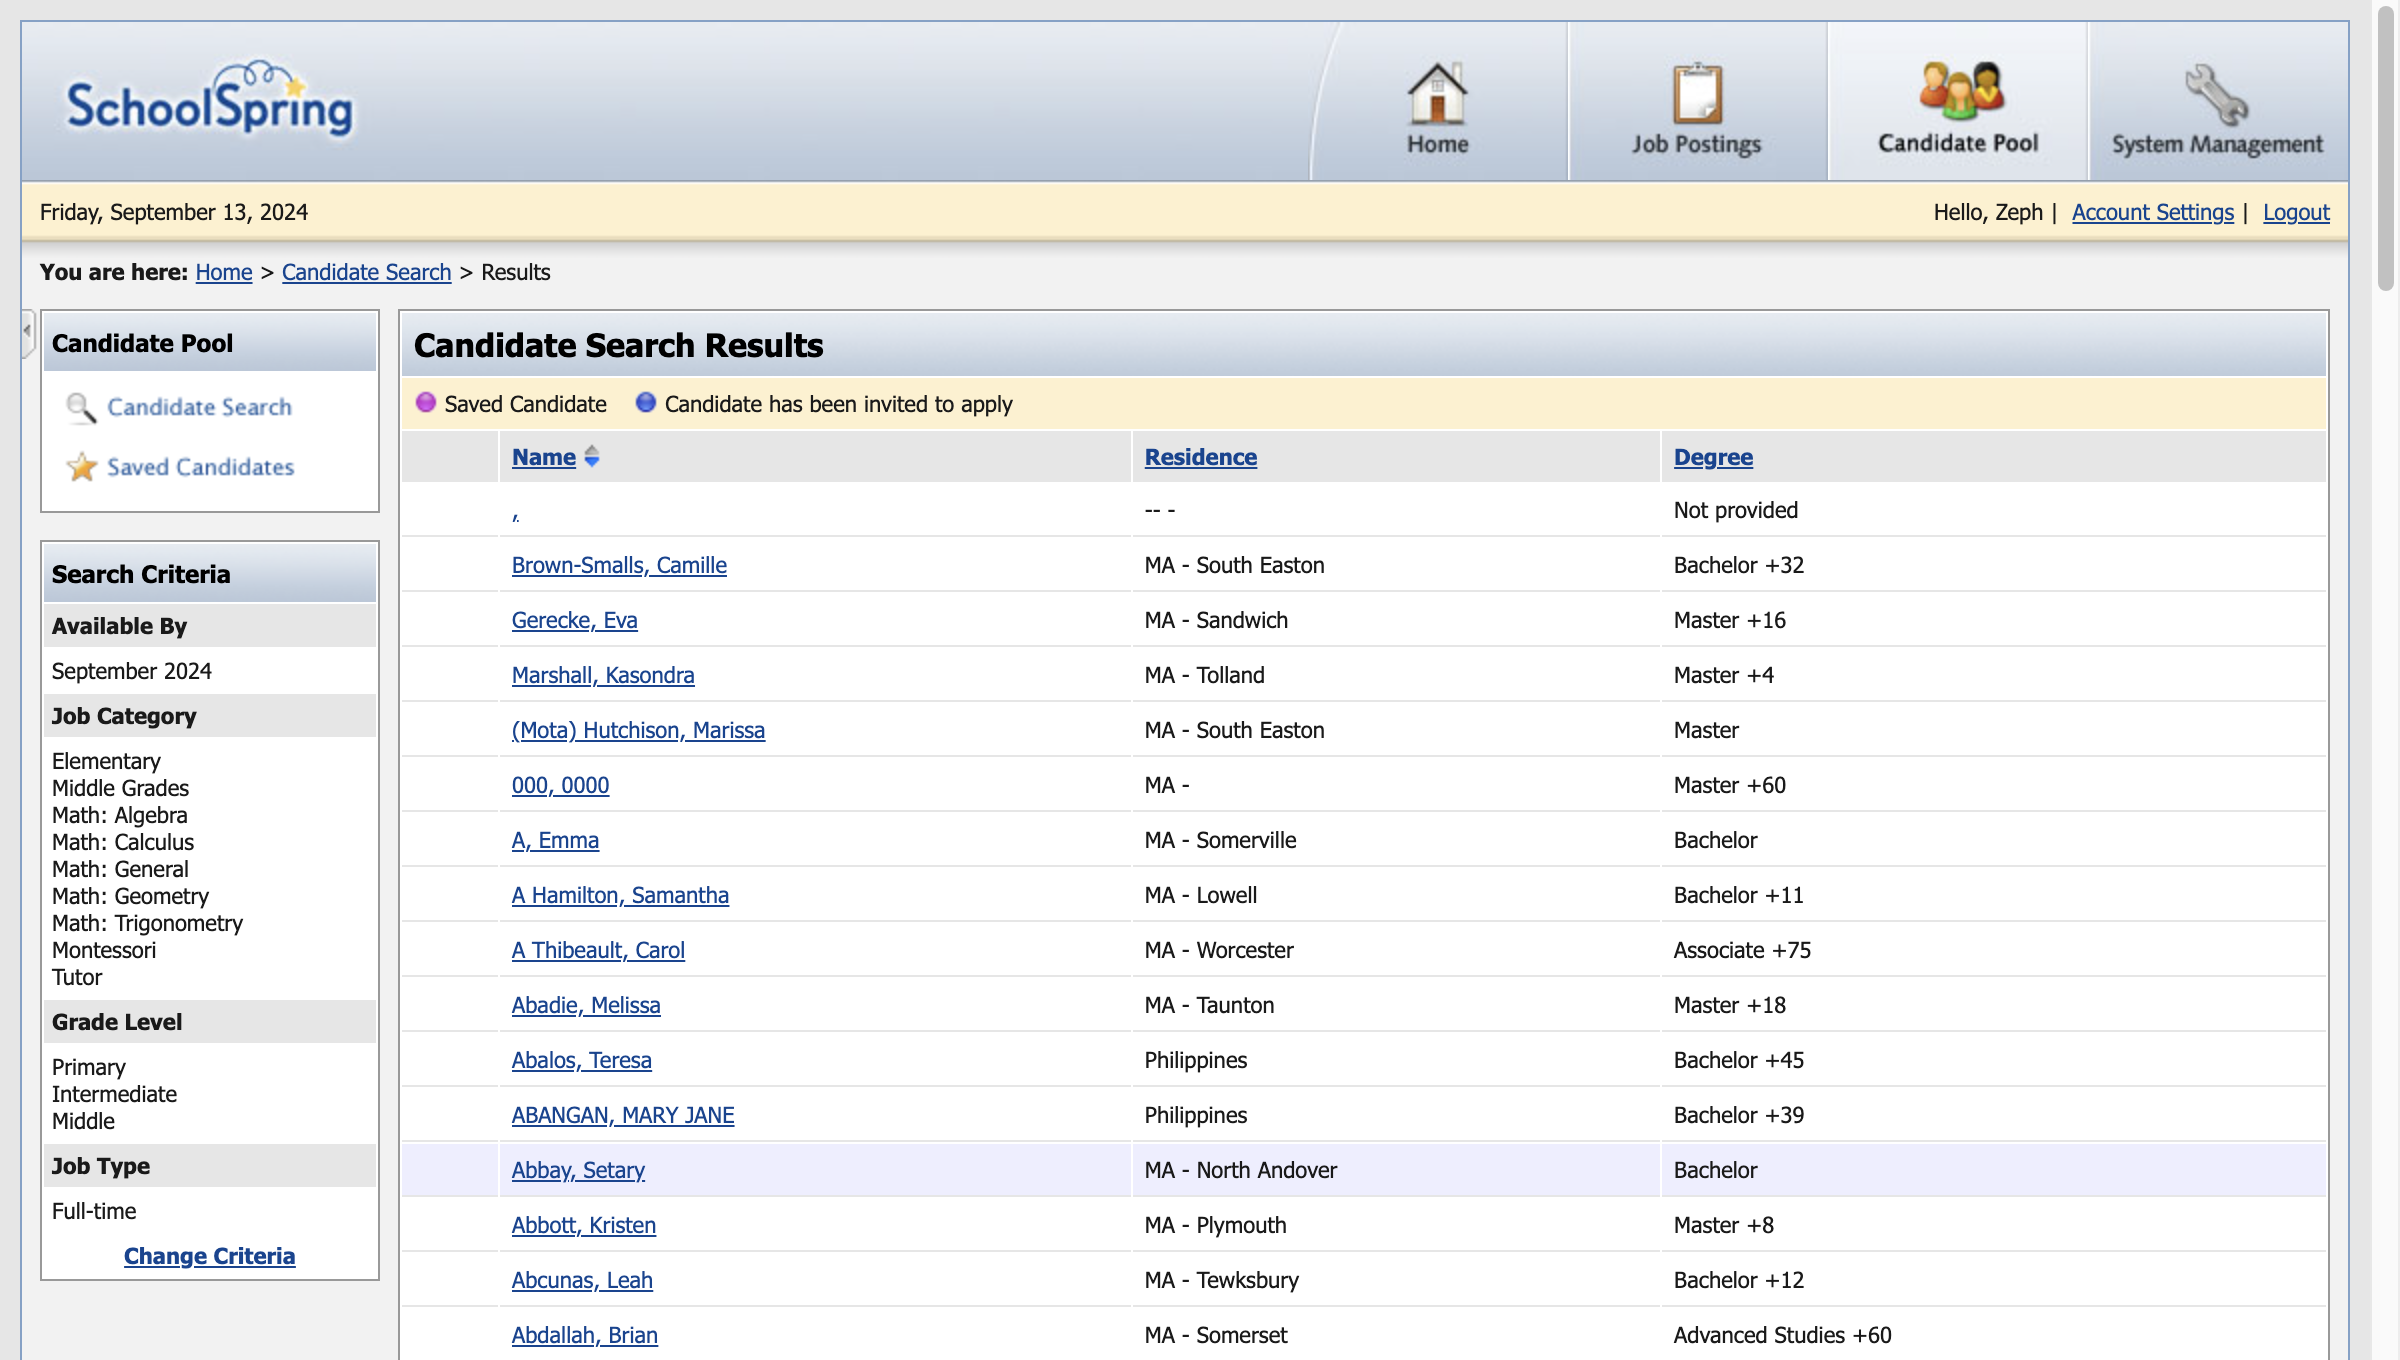 SchoolSpring
Home
Job Postings
Candidate Pool
System Management
Friday, September 13, 2024
Hello, Zeph | Account Settings | Logout
You are here: Home > Candidate Search > Results
Candidate Pool
Candidate Search
Saved Candidates
Search Criteria
Available By
September 2024
Job Category
Elementary
Middle Grades
Math: Algebra
Math: Calculus
Math: General
Math: Geometry
Math: Trigonometry
Montessori
Tutor
Grade Level
Primary
Intermediate
Middle
Job Type
Full-time
Change Criteria
Candidate Search Results
Saved Candidate Candidate has been invited to apply
Name Residence Degree
, -- - Not provided
Brown-Smalls, Camille MA - South Easton Bachelor +32
Gerecke, Eva MA - Sandwich Master +16
Marshall, Kasondra MA - Tolland Master +4
(Mota) Hutchison, Marissa MA - South Easton Master
000, 0000 MA - Master +60
A, Emma MA - Somerville Bachelor
A Hamilton, Samantha MA - Lowell Bachelor +11
A Thibeault, Carol MA - Worcester Associate +75
Abadie, Melissa MA - Taunton Master +18
Abalos, Teresa Philippines Bachelor +45
ABANGAN, MARY JANE Philippines Bachelor +39
Abbay, Setary MA - North Andover Bachelor
Abbott, Kristen MA - Plymouth Master +8
Abcunas, Leah MA - Tewksbury Bachelor +12
Abdallah, Brian MA - Somerset Advanced Studies +60